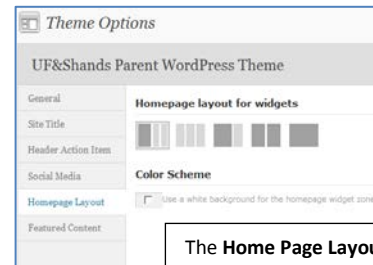 Theme Options
UF&Shands Parent WordPress Theme
General
Site Title
Header Action Item
Social Media
Homepage Layout
Featured Content
Homepage layout for widgets
Color Scheme
Use a white background for the homepage widget zone
The Home Page Layou